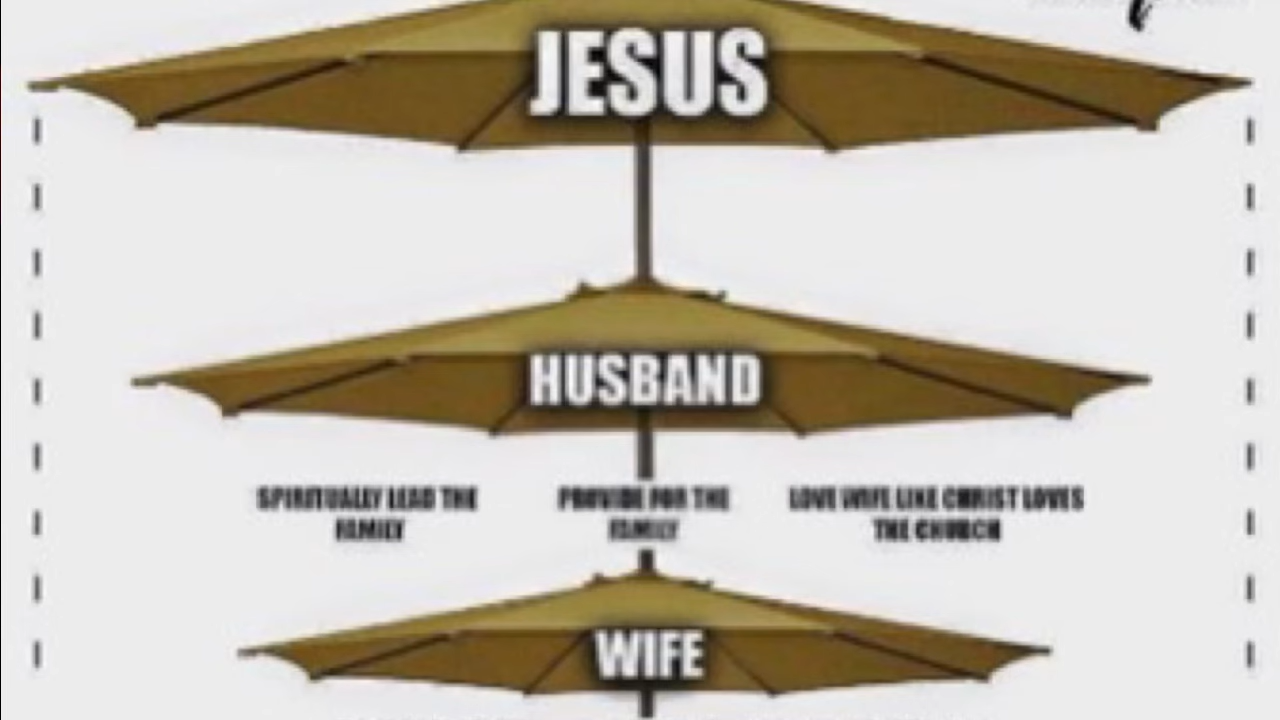 JESUS
HUSBAND
SPIRITUALLY LEAD THE
FAMILY
PROVIDE FOR THE
FAMILY
LOVE WIFE LIKE CHRIST LOVES
THE CHURCH
WIFE